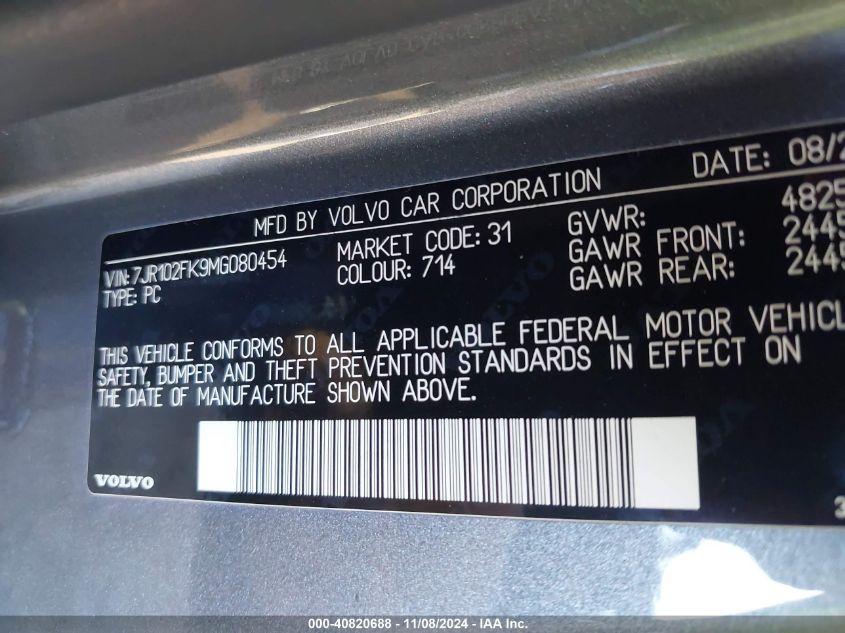 DATE: 08/2
MFD BY VOLVO CAR CORPORATION
VIN: 7JR102FK9MG080454
TYPE: PC
MARKET CODE: 31
COLOUR: 714
GVWR: 4825
GAWR FRONT: 2445
GAWR REAR: 2445
THIS VEHICLE CONFORMS TO ALL APPLICABLE FEDERAL MOTOR VEHICL
SAFETY, BUMPER AND THEFT PREVENTION STANDARDS IN EFFECT ON
THE DATE OF MANUFACTURE SHOWN ABOVE.
VOLVO
3
000-40820688 - 11/08/2024 - IAA Inc.